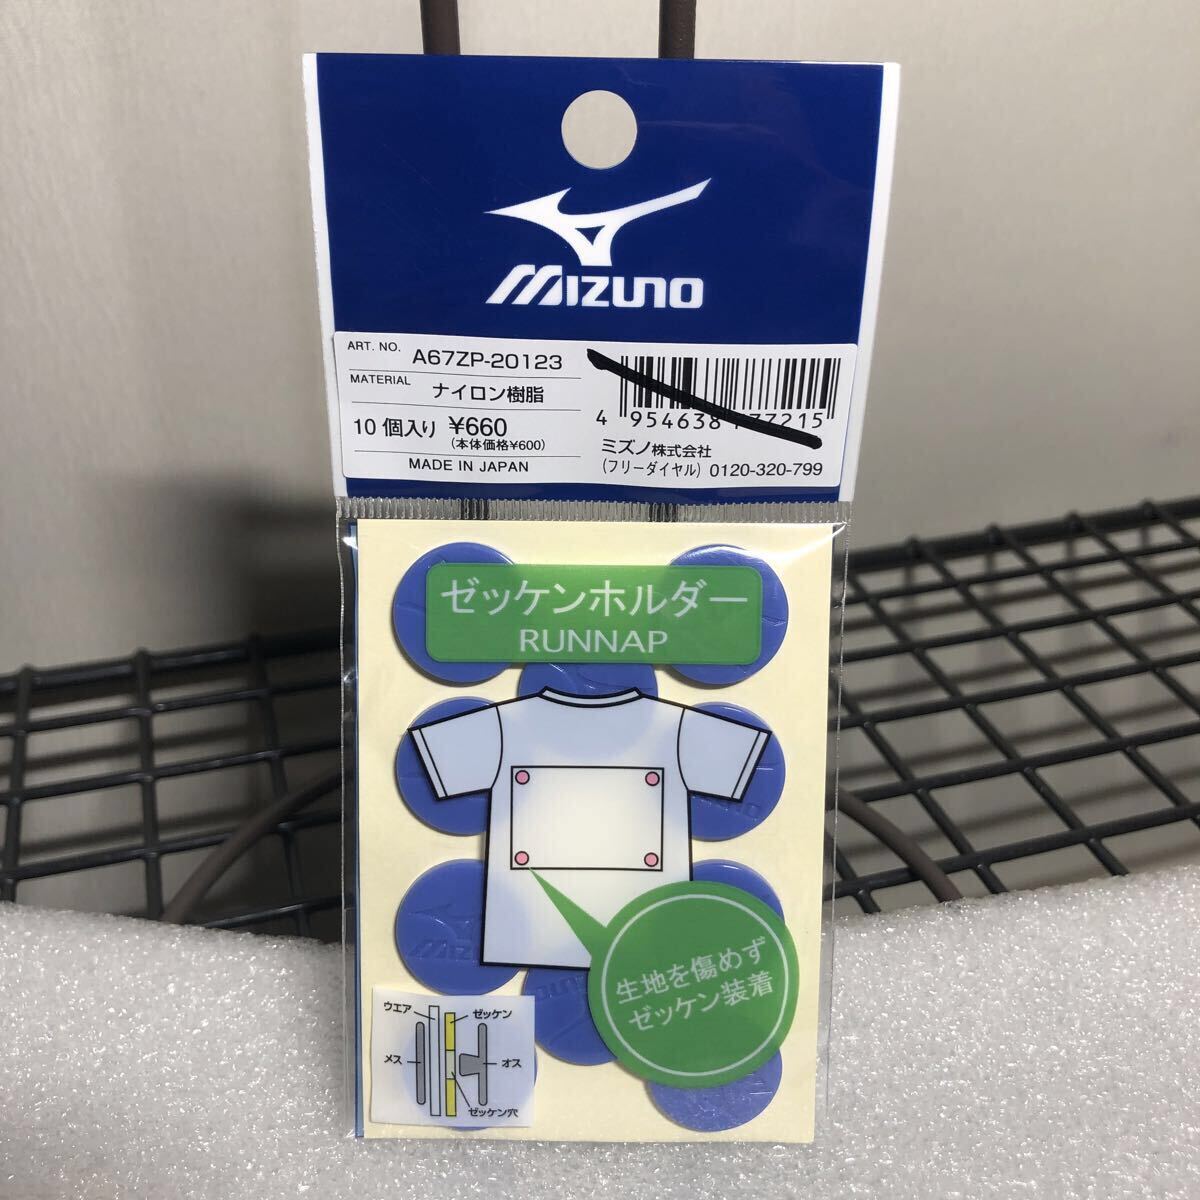 MIZUNO
ART. NO. A67ZP-20123
MATERIAL ナイロン樹脂
10個入り ¥660
(本体価格¥600)
MADE IN JAPAN
4 954638 77215
ミズノ株式会社
(フリーダイヤル) 0120-320-799
ゼッケンホルダー
RUNNAP
生地を傷めず
ゼッケン装着
MIZUNO
ウエア ゼッケン
メス オス
ゼッケン穴